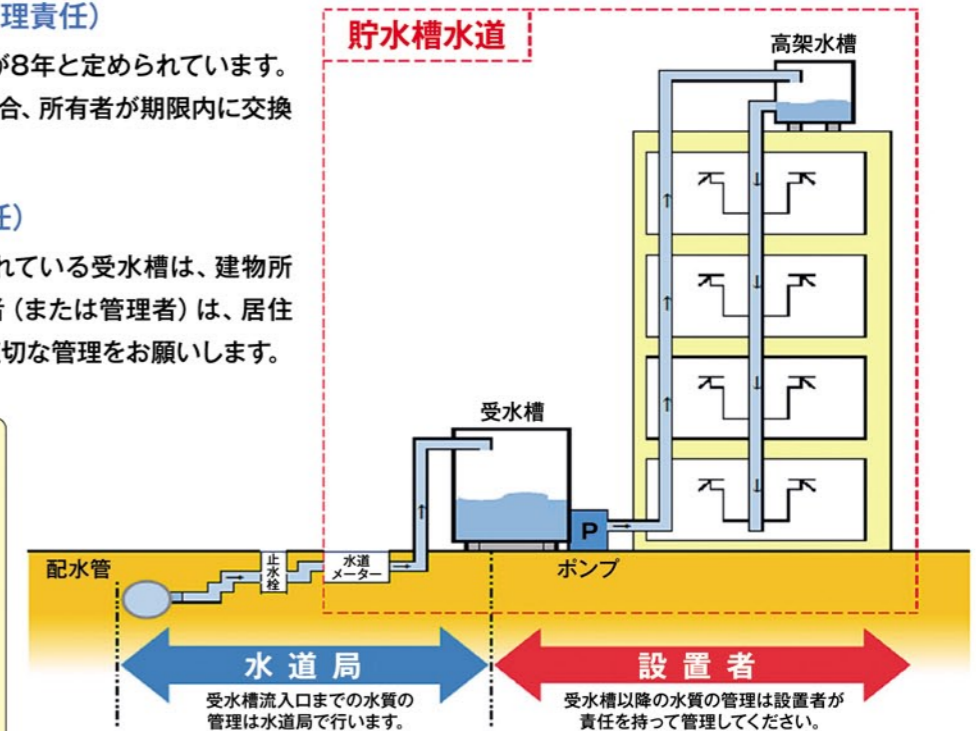 理責任）
が8年と定められています。
合、所有者が期限内に交換
任）
れている受水槽は、建物所
者（または管理者）は、居住
適切な管理をお願いします。
貯水槽水道
高架水槽
受水槽
P
配水管
止水栓
水道
メーター
ポンプ
水道局
受水槽流入口までの水質の
管理は水道局で行います。
設置者
受水槽以降の水質の管理は設置者が
責任を持って管理してください。